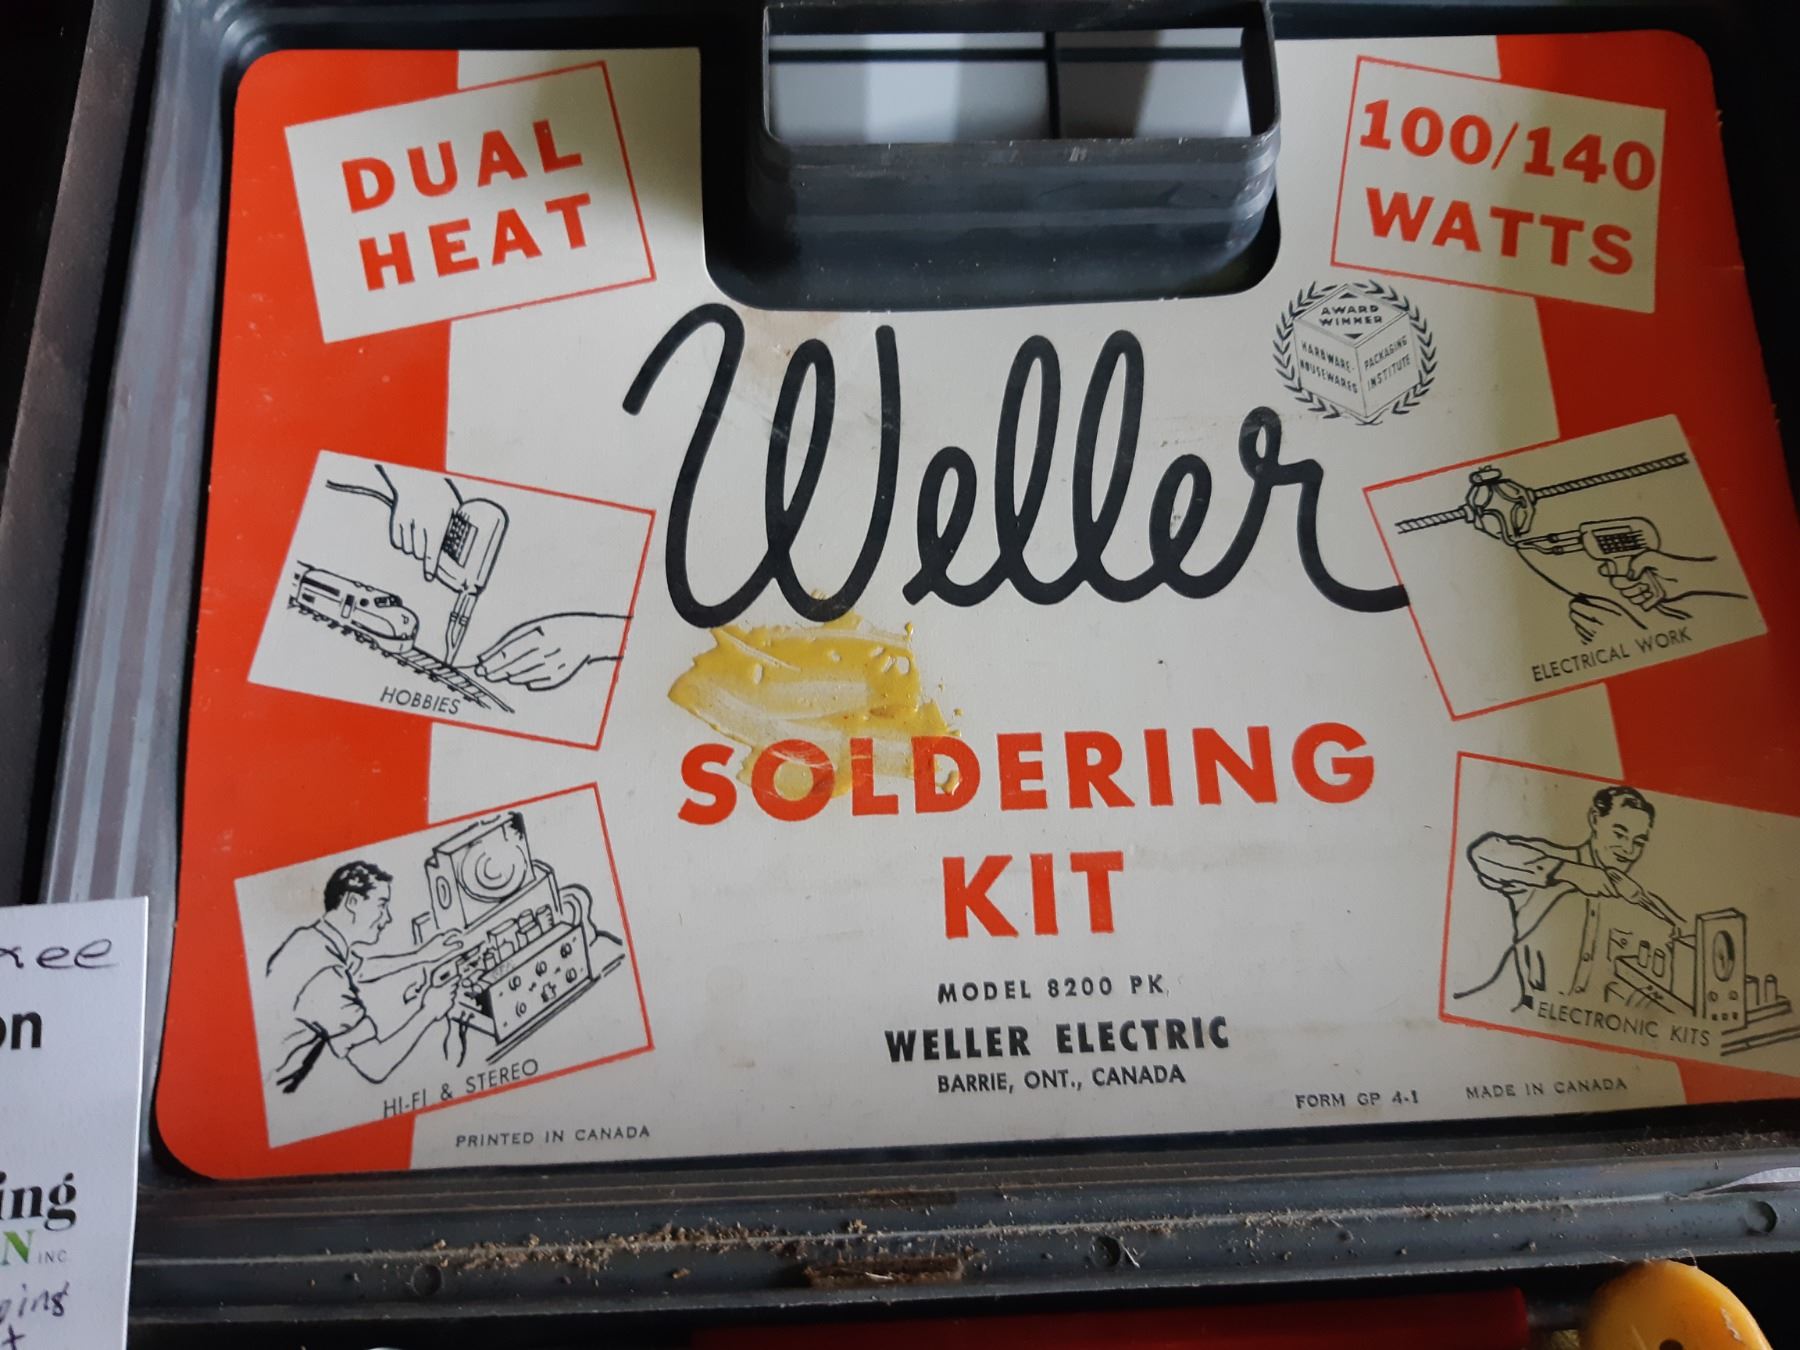 DUAL
HEAT
100/140
WATTS
AWARD
WINNER
HARDWARE-
HOUSEWARES
PACKAGING
INSTITUTE
Weller
HOBBIES
ELECTRICAL WORK
SOLDERING
KIT
HI-FI & STEREO
ELECTRONIC KITS
MODEL 8200 PK
WELLER ELECTRIC
BARRIE, ONT., CANADA
PRINTED IN CANADA
FORM GP 4-1
MADE IN CANADA
INC